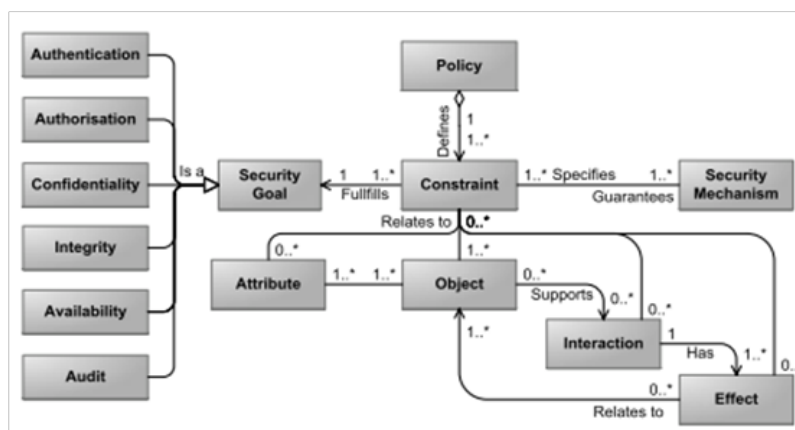 Authentication
Policy
1
Defines
1..*
Authorisation
Is a
Confidentiality
Security
Goal
1
1..*
Fullfills
Constraint
1..*
Specifies
1..*
Guarantees
Security
Mechanism
Relates to
0..*
Integrity
0..*
1..*
Attribute
1..*
1..*
Object
0..*
Supports
0..*
0..*
Availability
1..*
Interaction
1
Has
1..*
0..
Audit
0..*
Relates to
Effect